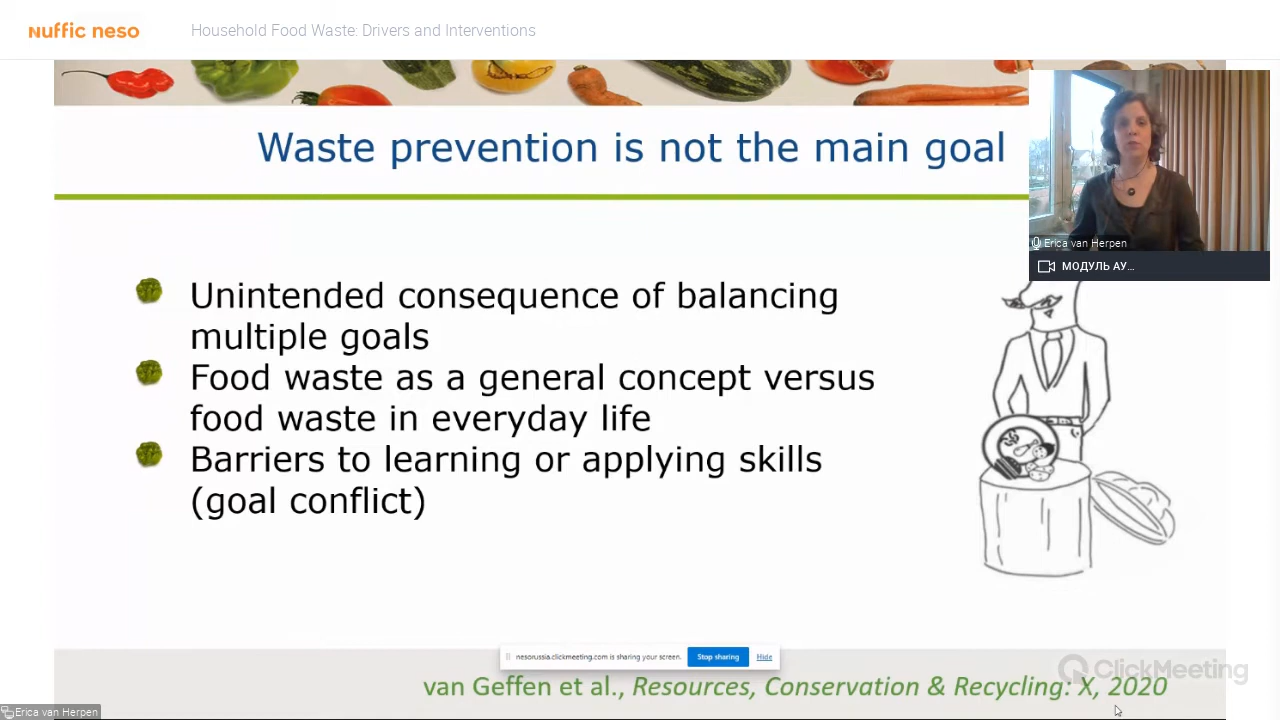 Nuffic neso
Household Food Waste: Drivers and Interventions
Waste prevention is not the main goal
Erica van Herpen
МОДУЛЬ АУ...
Unintended consequence of balancing
multiple goals
Food waste as a general concept versus
food waste in everyday life
Barriers to learning or applying skills
(goal conflict)
nesorussia.clickmeeting.com is sharing your screen.
Stop sharing
Hide
ClickMeeting
van Geffen et al., Resources, Conservation & Recycling: X, 2020
Erica van Herpen